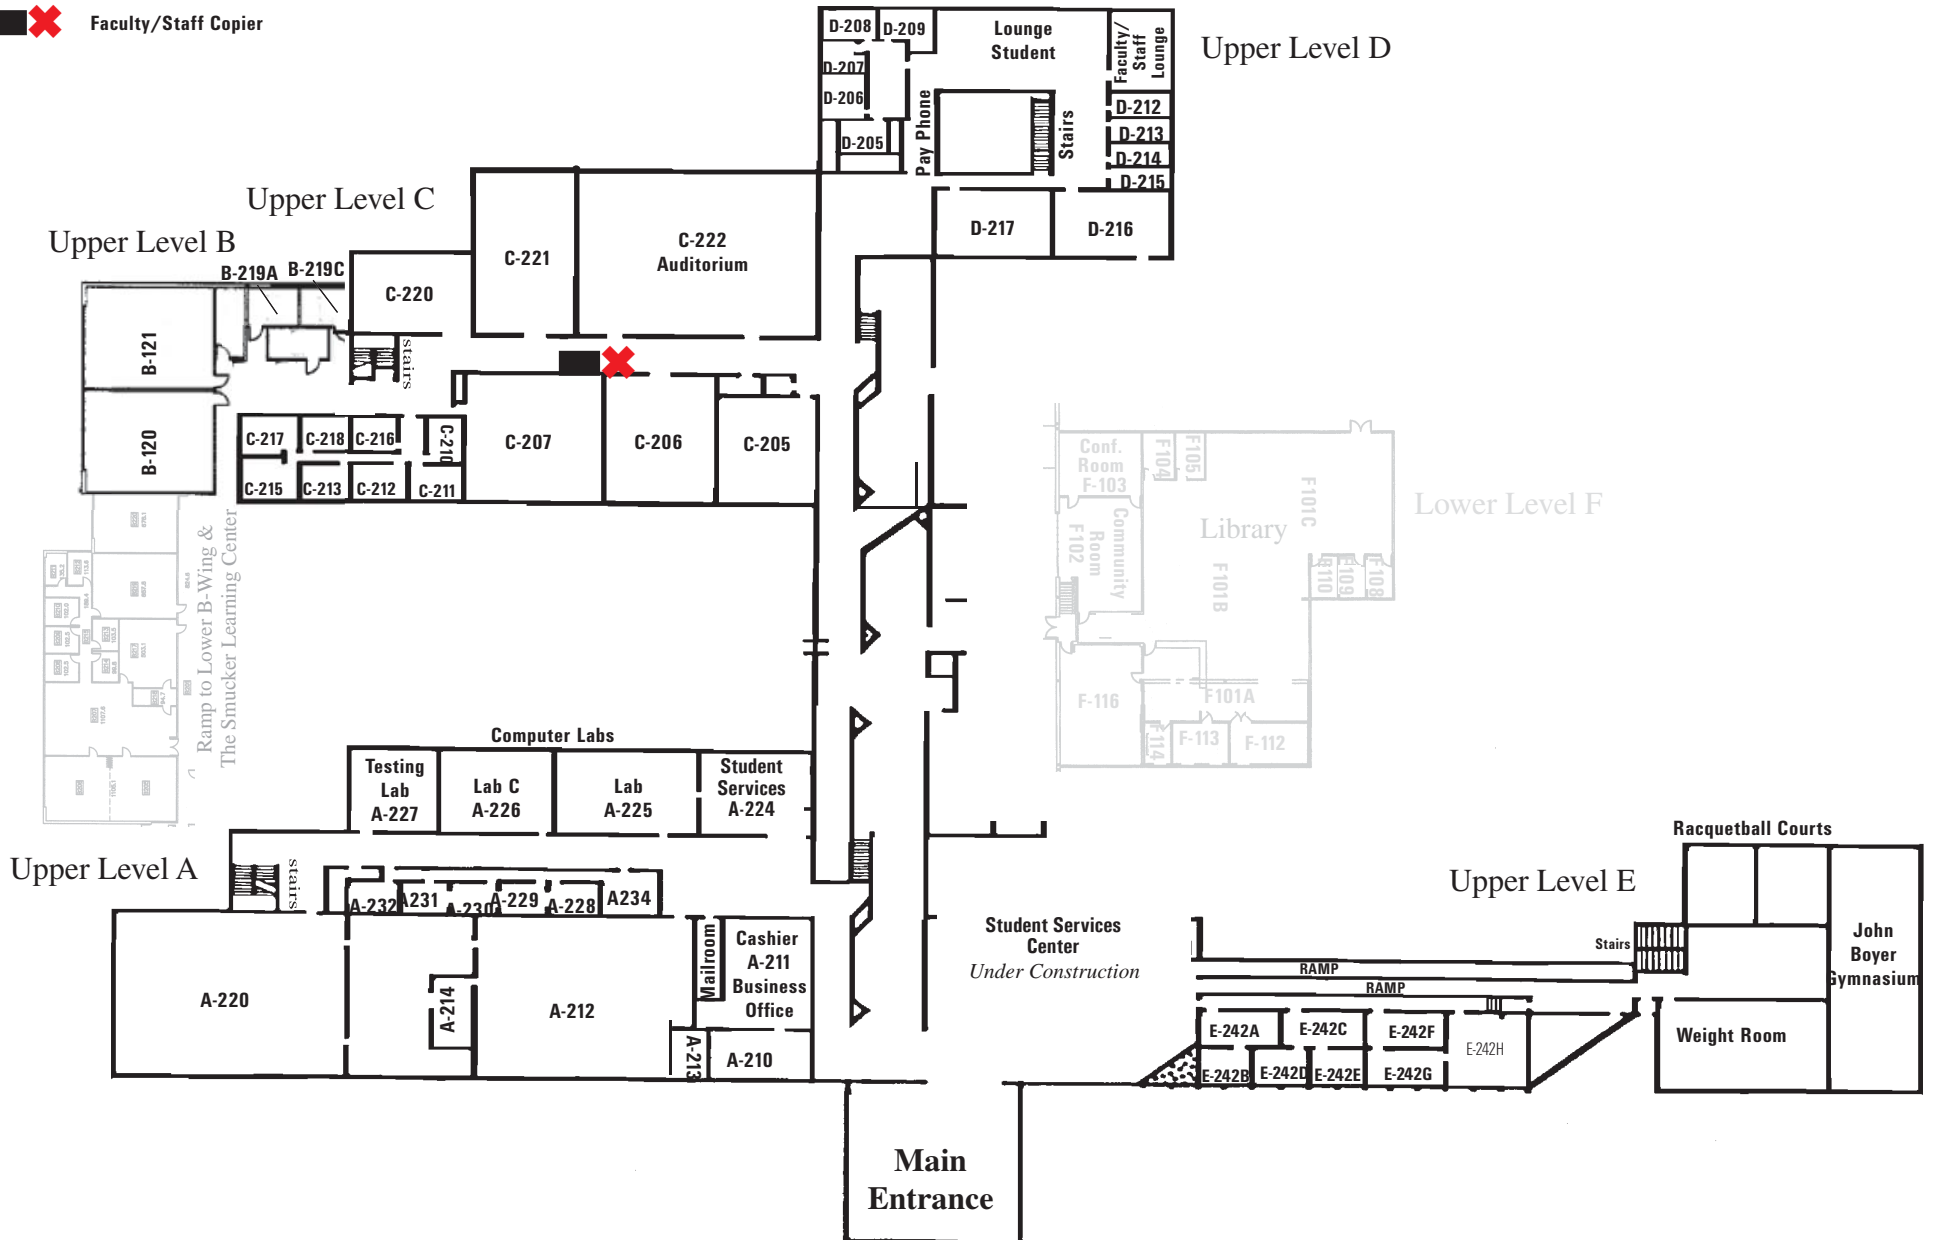 Faculty/Staff Copier
Upper Level D
D-208
D-209
Lounge
Student
Faculty/
Staff
Lounge
D-207
D-206
D-205
Pay Phone
Stairs
D-212
D-213
D-214
D-215
D-217
D-216
Upper Level C
C-221
C-222
Auditorium
C-220
Upper Level B
B-219A
B-219C
B-121
B-120
stairs
C-217
C-218
C-216
C-210
C-215
C-213
C-212
C-211
C-207
C-206
C-205
Ramp to Lower B-Wing &
The Smucker Learning Center
Conf.
Room
F-103
F104
F105
F101C
Lower Level F
Library
Community
Room
F102
F101B
F110
F109
F108
F-116
F101A
F114
F-113
F-112
Computer Labs
Testing
Lab
A-227
Lab C
A-226
Lab
A-225
Student
Services
A-224
Upper Level A
stairs
A-232
A231
A-230
A-229
A-228
A234
A-220
A-214
A-212
Mailroom
Cashier
A-211
Business
Office
A-213
A-210
Student Services
Center
Under Construction
Racquetball Courts
Upper Level E
Stairs
RAMP
RAMP
John
Boyer
Gymnasium
Weight Room
E-242A
E-242C
E-242F
E-242H
E-242B
E-242D
E-242E
E-242G
Main
Entrance